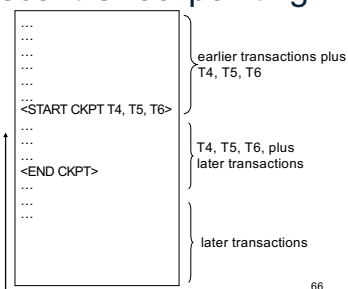 …
…
…
…
…
…
<START CKPT T4, T5, T6>
…
…
…
<END CKPT>
…
…
…
earlier transactions plus
T4, T5, T6
T4, T5, T6, plus
later transactions
later transactions
66